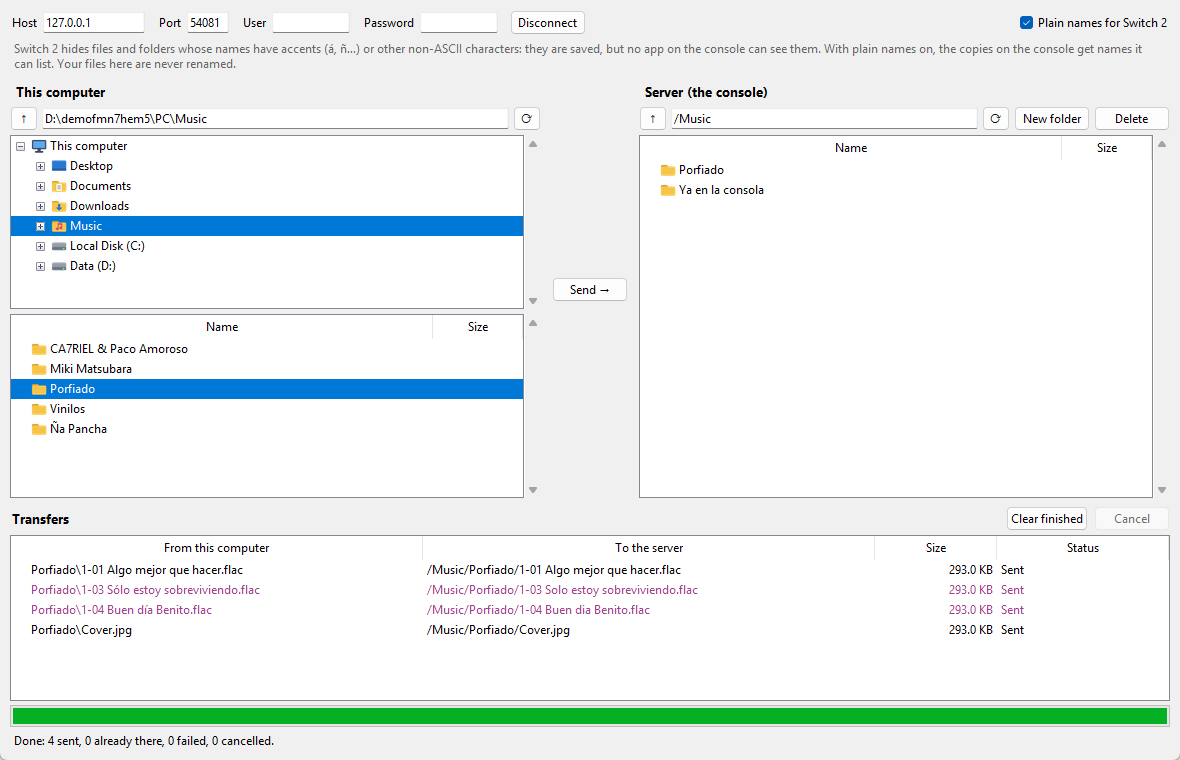 Host 127.0.0.1 Port 54081 User Password Disconnect Plain names for Switch 2
Switch 2 hides files and folders whose names have accents (á, ñ...) or other non-ASCII characters: they are saved, but no app on the console can see them. With plain names on, the copies on the console get names it
can list. Your files here are never renamed.
This computer
↑ D:\demofmn7hem5\PC\Music ⟳
This computer
Desktop
Documents
Downloads
Music
Local Disk (C:)
Data (D:)
Name Size
CA7RIEL & Paco Amoroso
Miki Matsubara
Porfiado
Vinilos
Ña Pancha
Send →
Server (the console)
↑ /Music ⟳ New folder Delete
Name Size
Porfiado
Ya en la consola
Transfers Clear finished Cancel
From this computer To the server Size Status
Porfiado\1-01 Algo mejor que hacer.flac /Music/Porfiado/1-01 Algo mejor que hacer.flac 293.0 KB Sent
Porfiado\1-03 Sólo estoy sobreviviendo.flac /Music/Porfiado/1-03 Solo estoy sobreviviendo.flac 293.0 KB Sent
Porfiado\1-04 Buen día Benito.flac /Music/Porfiado/1-04 Buen dia Benito.flac 293.0 KB Sent
Porfiado\Cover.jpg /Music/Porfiado/Cover.jpg 293.0 KB Sent
Done: 4 sent, 0 already there, 0 failed, 0 cancelled.